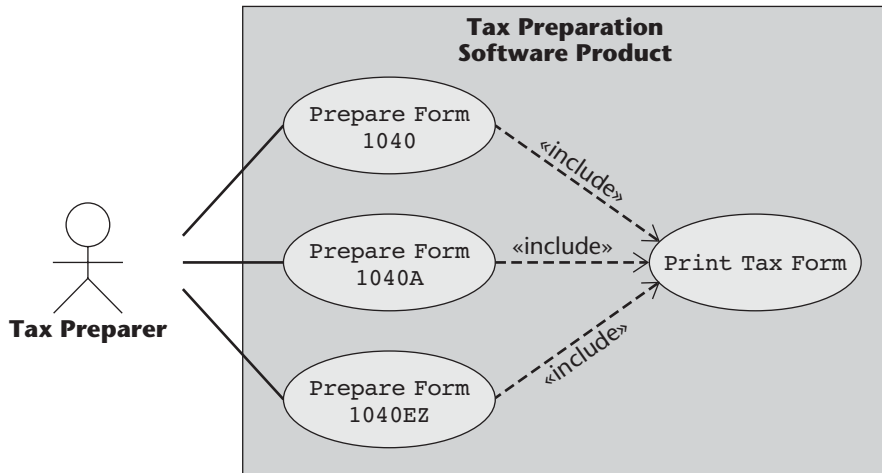 Tax Preparation
Software Product
Prepare Form
1040
«include»
Tax Preparer
Prepare Form
1040A
«include»
Print Tax Form
Prepare Form
1040EZ
«include»